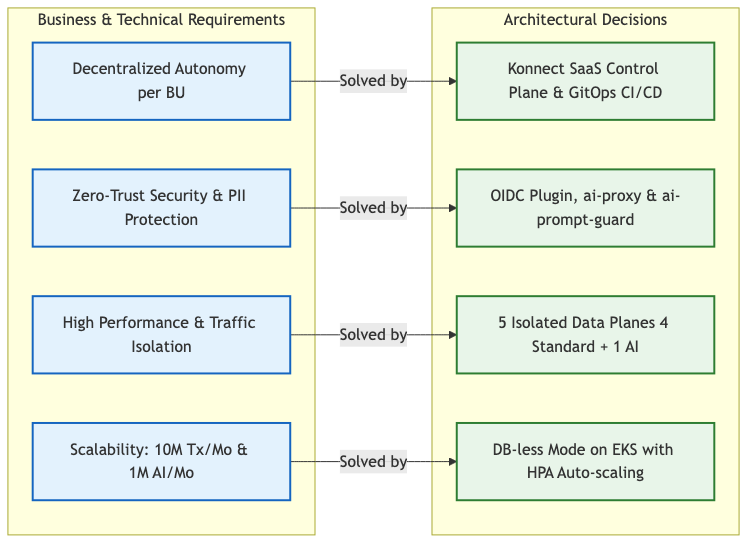 Business & Technical Requirements
Architectural Decisions
Decentralized Autonomy
per BU
Solved by
Konnect SaaS Control
Plane & GitOps CI/CD
Zero-Trust Security & PII
Protection
Solved by
OIDC Plugin, ai-proxy & ai-
prompt-guard
High Performance & Traffic
Isolation
Solved by
5 Isolated Data Planes 4
Standard + 1 AI
Scalability: 10M Tx/Mo &
1M AI/Mo
Solved by
DB-less Mode on EKS with
HPA Auto-scaling